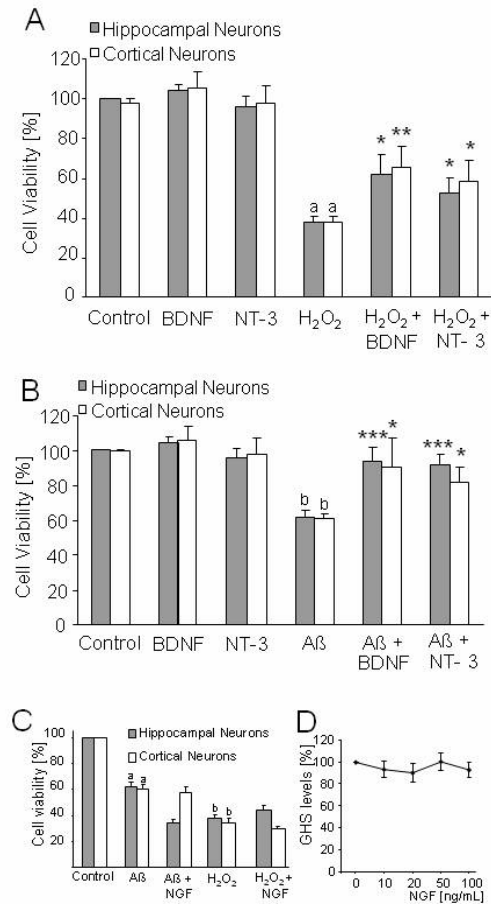 A
Hippocampal Neurons
Cortical Neurons
Cell Viability [%]
120
100
80
60
40
20
0
a a
* **
* *
Control BDNF NT-3 H₂O₂ H₂O₂ + BDNF H₂O₂ + NT- 3
B
Hippocampal Neurons
Cortical Neurons
Cell Viability [%]
120
100
80
60
40
20
0
b b
*** *
*** *
Control BDNF NT-3 Aß Aß + BDNF Aß + NT- 3
C
Hippocampal Neurons
Cortical Neurons
Cell viability [%]
100
80
60
40
20
a a
b b
Control Aß Aß + NGF H₂O₂ H₂O₂+ NGF
D
GHS levels [%]
120
100
80
60
40
20
0
0 10 20 50 100
NGF [ng/mL]